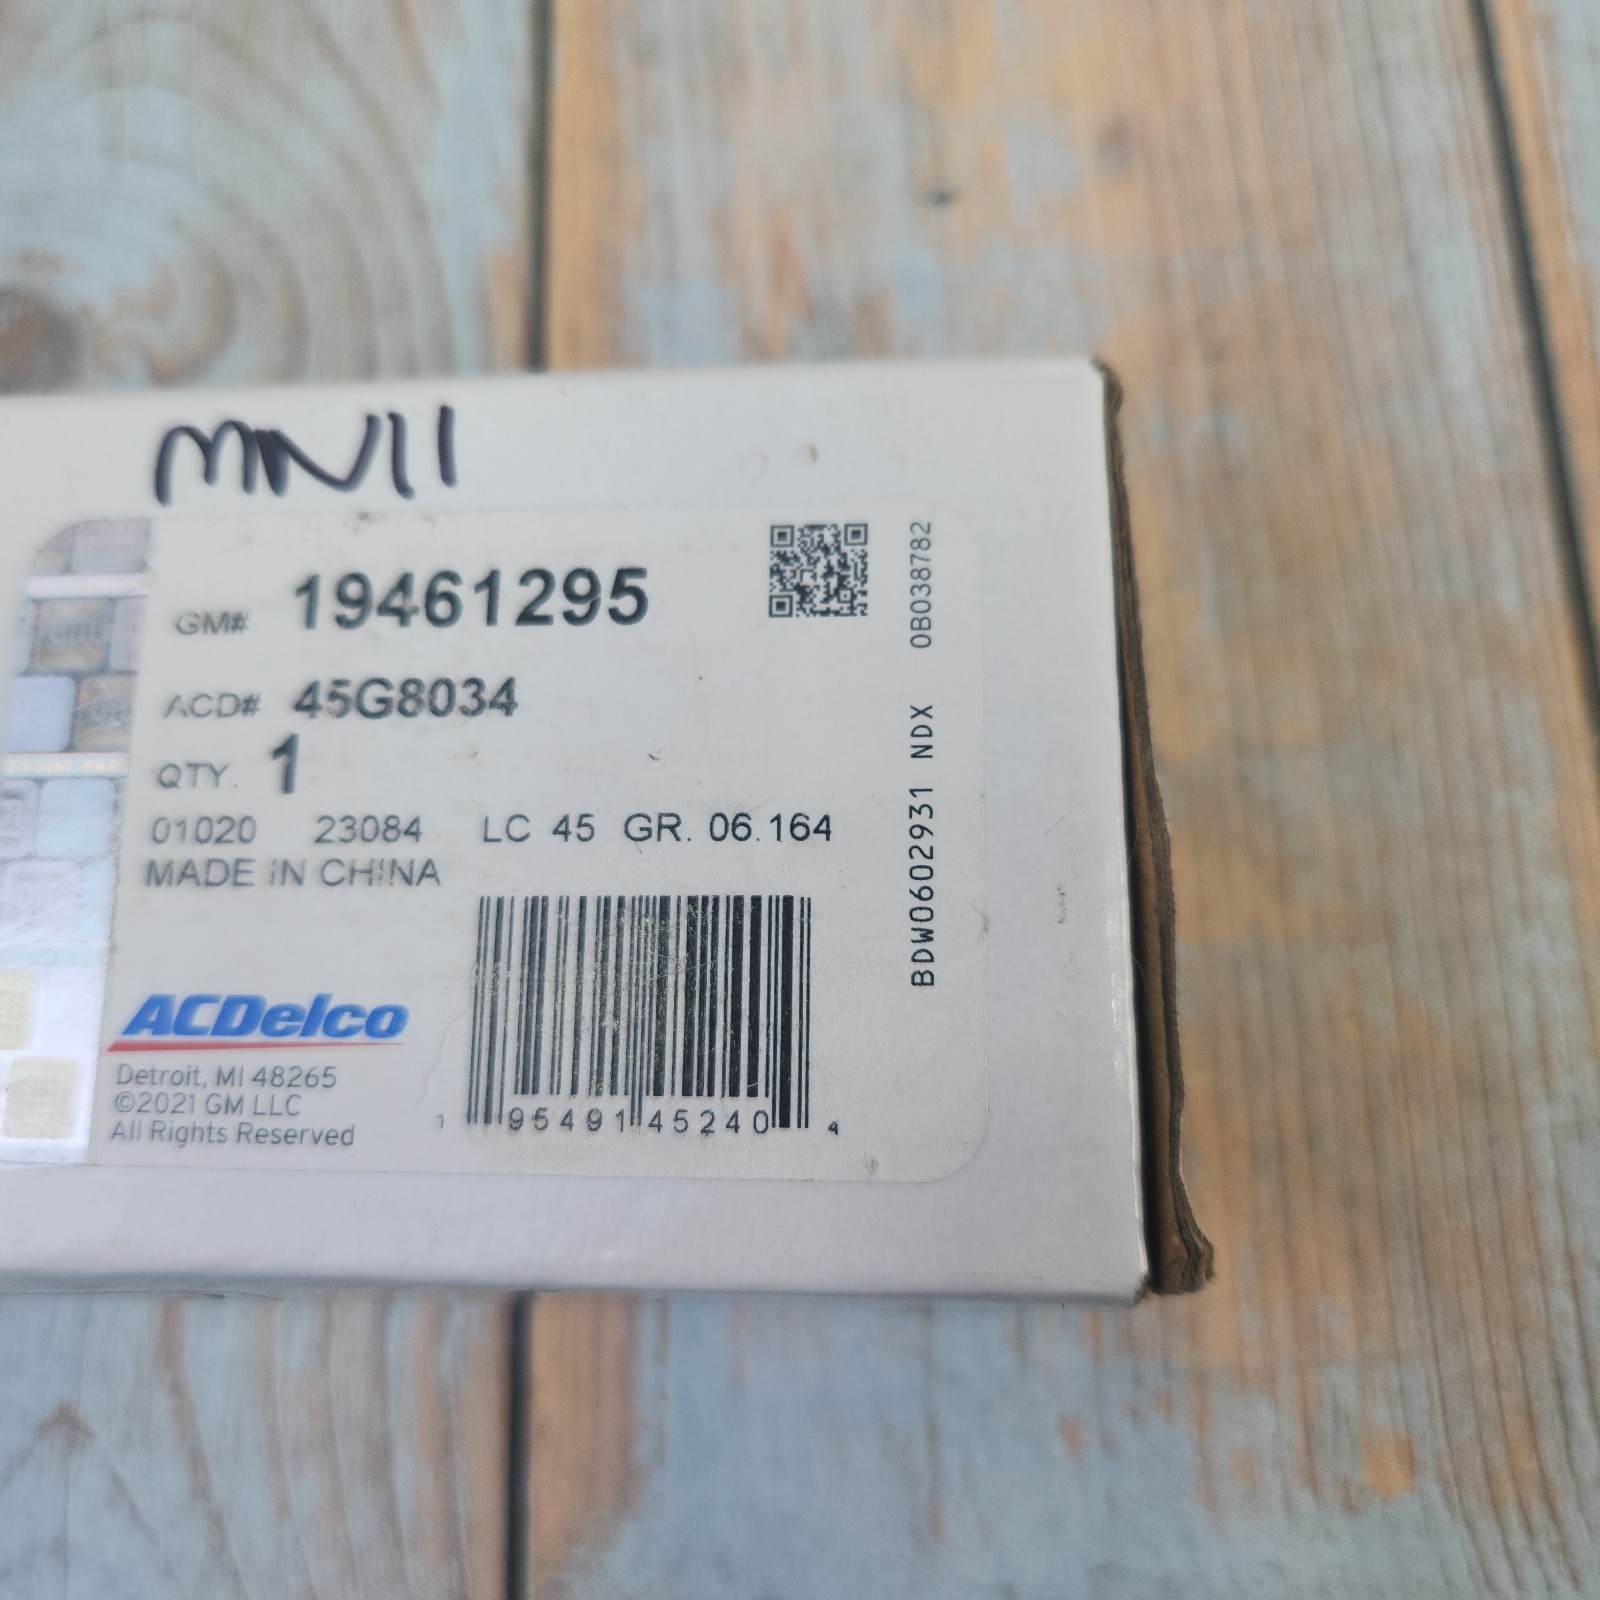 MNII
GM# 19461295
ACD# 45G8034
QTY. 1
01020 23084 LC 45 GR. 06.164
MADE IN CHINA
ACDelco
Detroit, MI 48265
©2021 GM LLC
All Rights Reserved
1 95491 45240 4
BDW0602931 NDX 0B038782